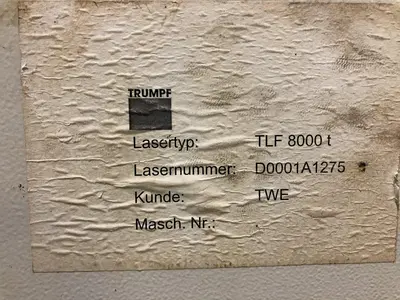 TRUMPF
Lasertyp: TLF 8000 t
Lasernummer: D0001A1275
Kunde: TWE
Masch. Nr.: .